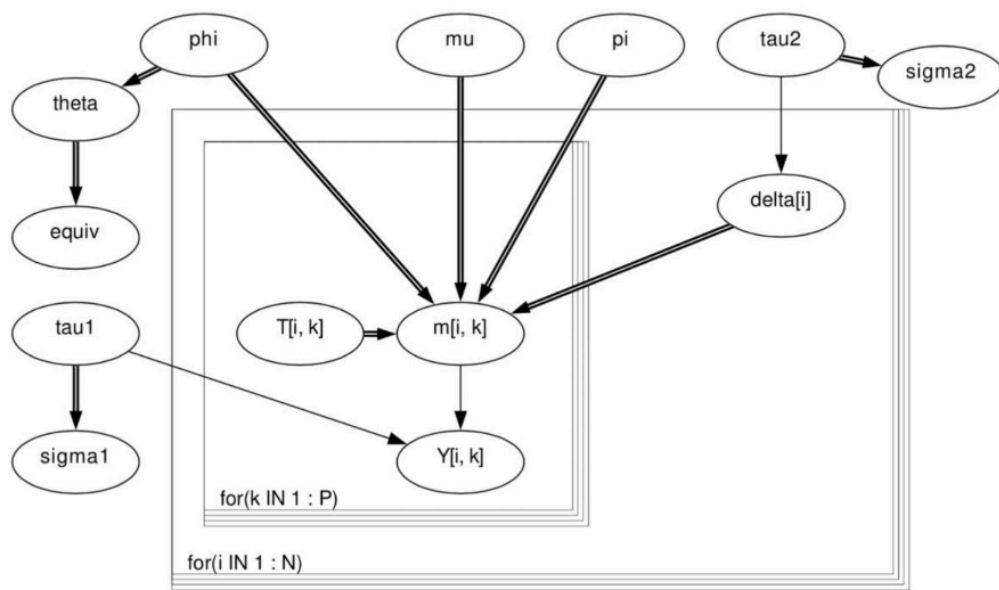 phi
mu
pi
tau2
sigma2
theta
delta[i]
equiv
tau1
T[i, k]
m[i, k]
sigma1
Y[i, k]
for(k IN 1 : P)
for(i IN 1 : N)